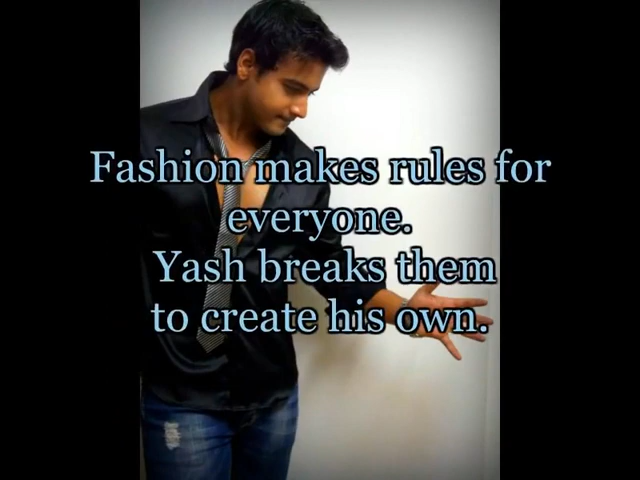 Fashion makes rules for
everyone.
Yash breaks them
to create his own.